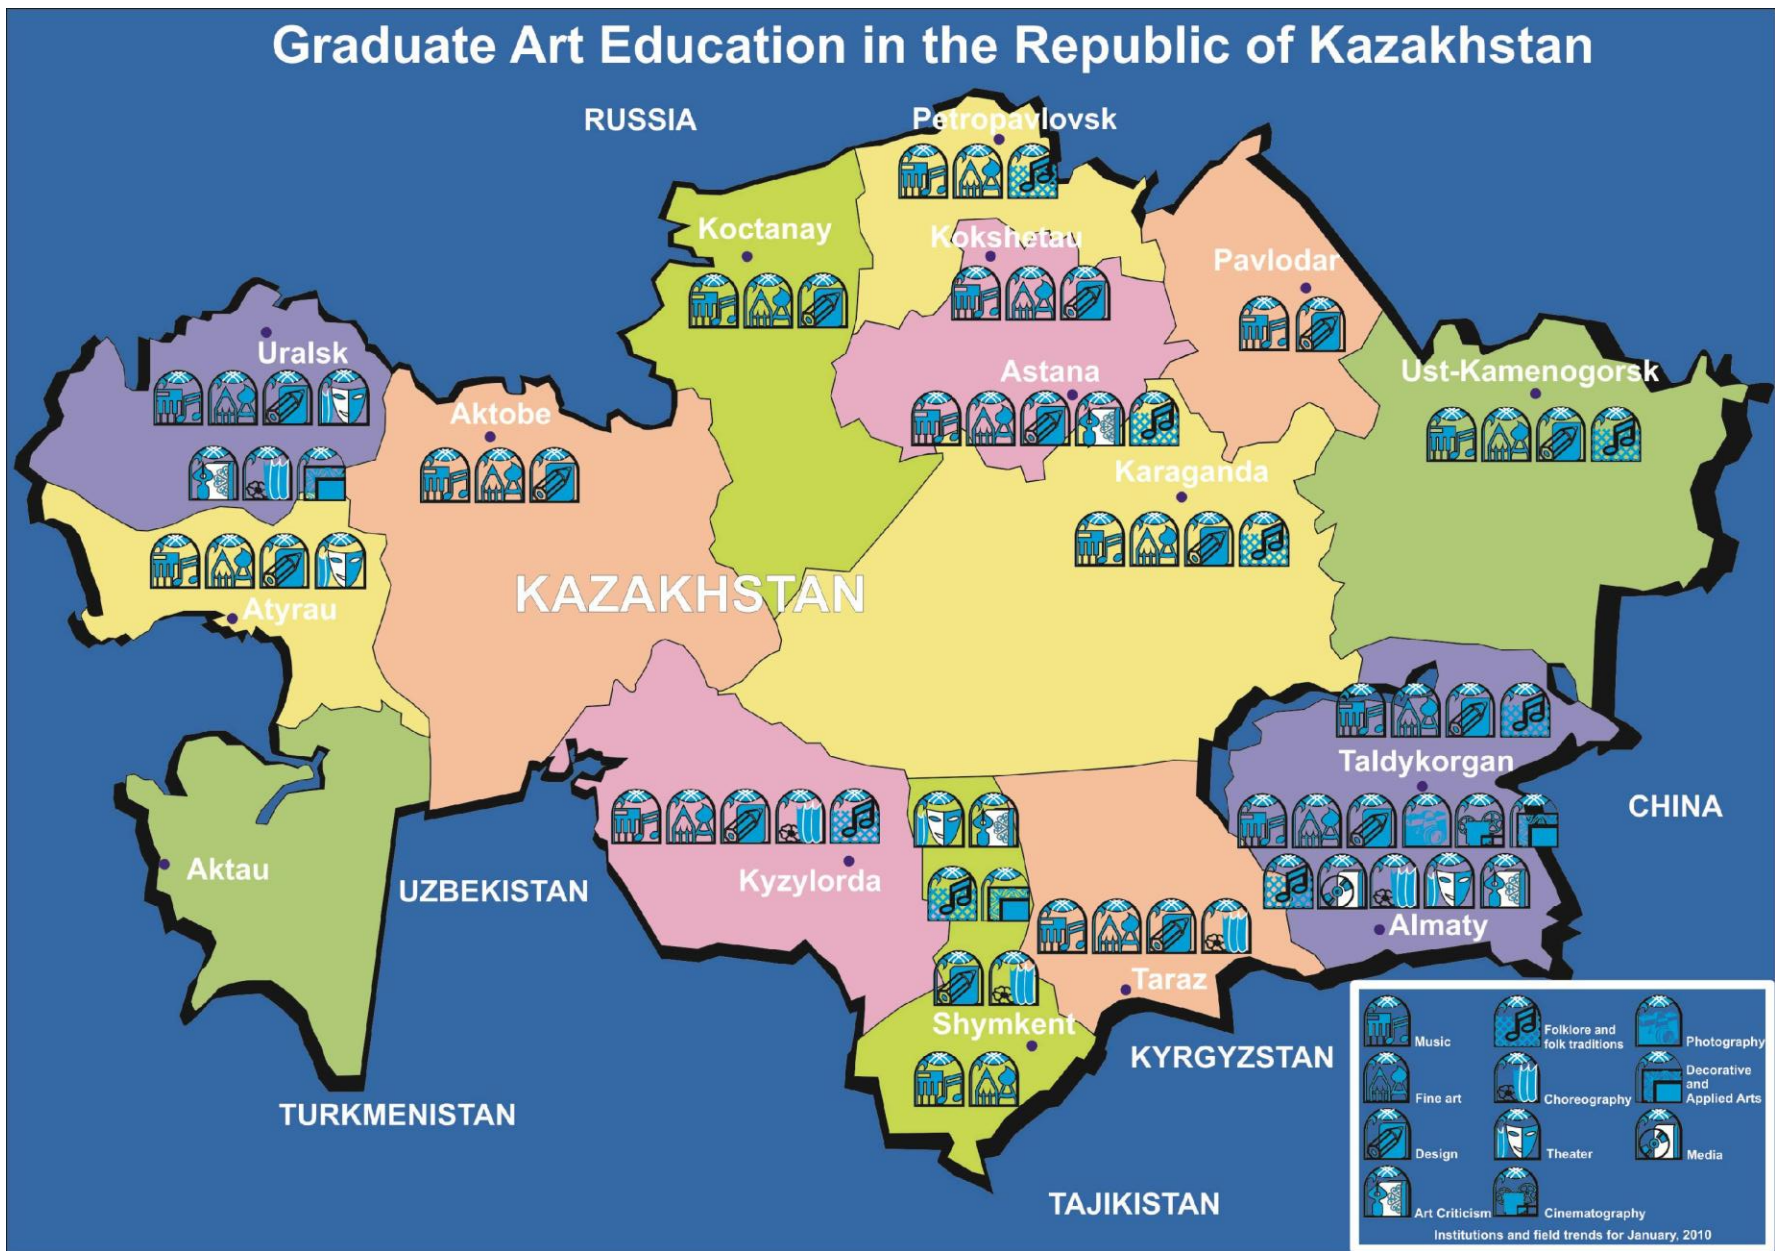 Graduate Art Education in the Republic of Kazakhstan
RUSSIA
Petropavlovsk
Koctanay
Kokshetau
Pavlodar
Uralsk
Astana
Ust-Kamenogorsk
Aktobe
Karaganda
KAZAKHSTAN
Atyrau
Taldykorgan
CHINA
Aktau
UZBEKISTAN
Kyzylorda
Almaty
Taraz
Shymkent
KYRGYZSTAN
TURKMENISTAN
TAJIKISTAN
Music
Folklore and
folk traditions
Photography
Fine art
Choreography
Decorative
and
Applied Arts
Design
Theater
Media
Art Criticism
Cinematography
Institutions and field trends for January, 2010